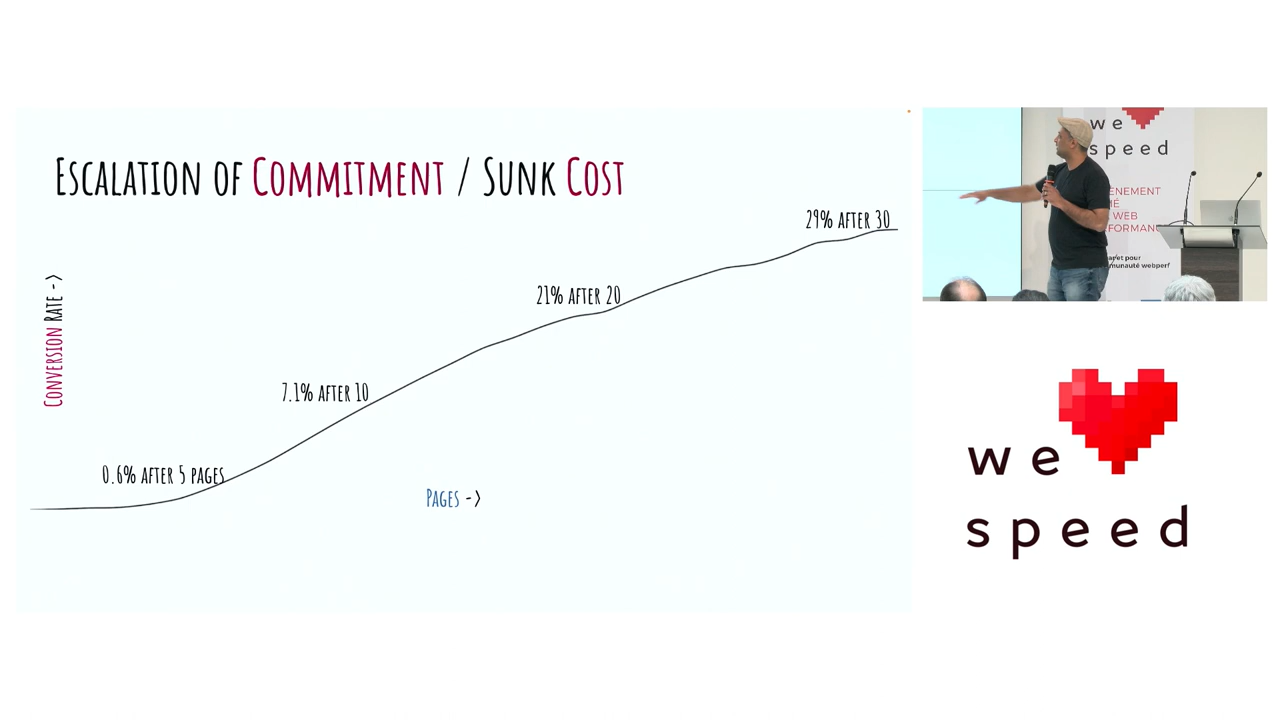 Escalation of Commitment / Sunk Cost
29% after 30
21% after 20
7.1% after 10
0.6% after 5 pages
Conversion Rate ->
Pages ->
we
speed
WEB
we
speed